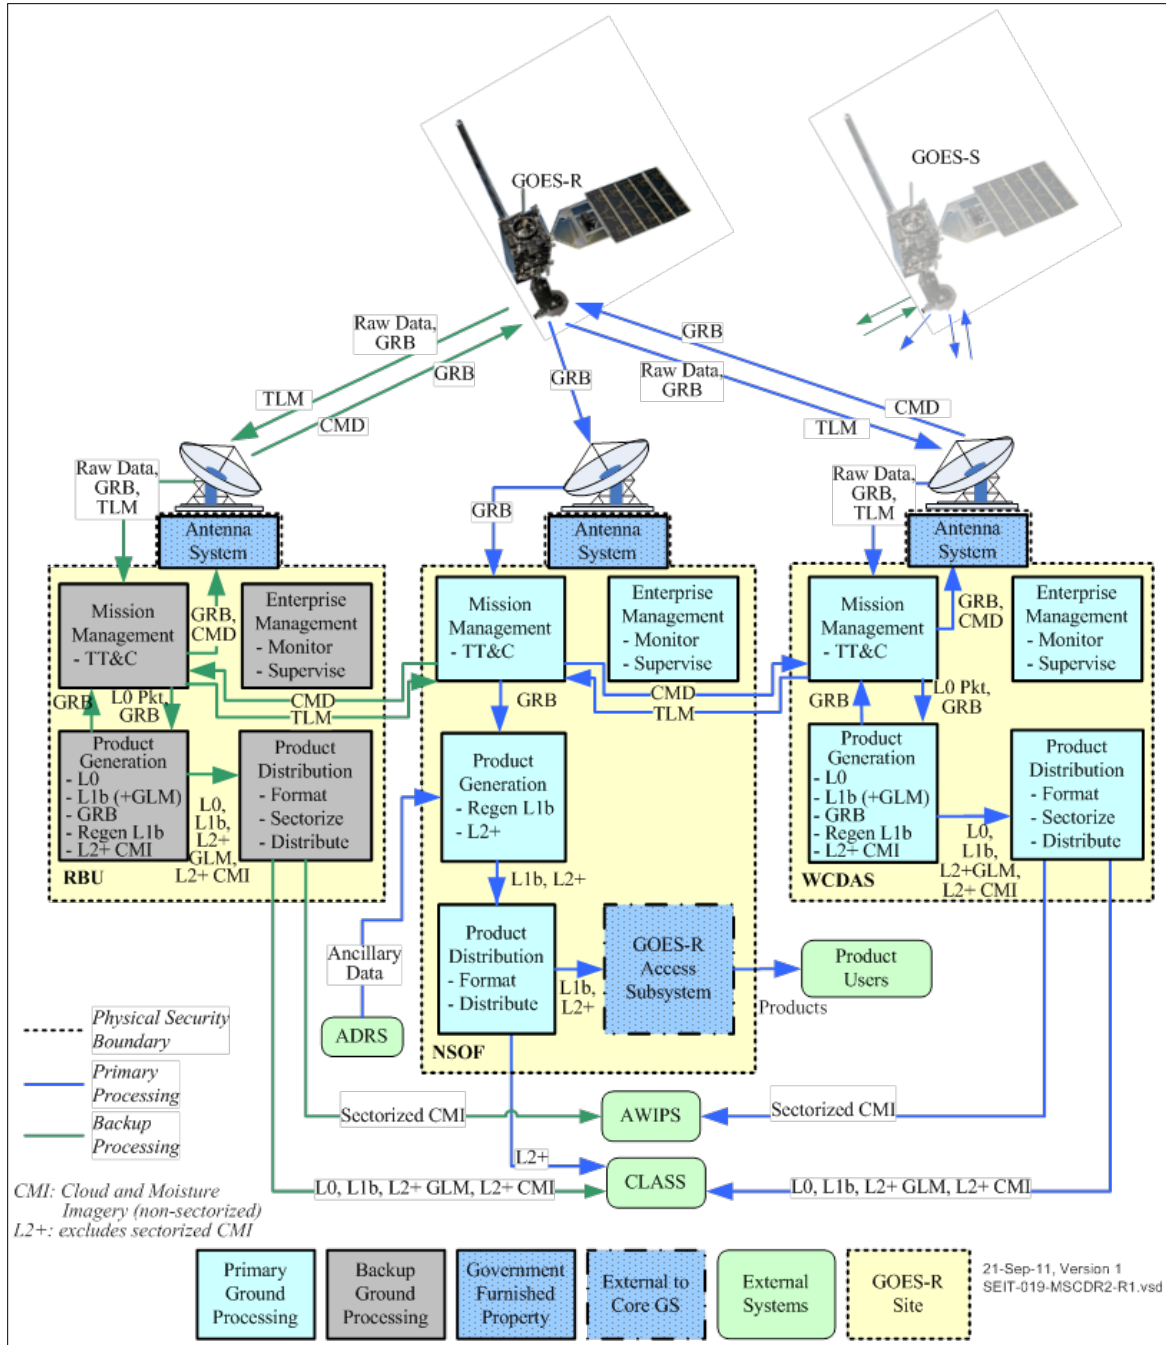 GOES-R
GOES-S
Raw Data,
GRB
GRB
TLM
CMD
GRB
GRB
Raw Data,
GRB
CMD
TLM
Raw Data,
GRB,
TLM
Antenna
System
GRB
Antenna
System
Raw Data,
GRB,
TLM
Antenna
System
Mission
Management
- TT&C
GRB,
CMD
Enterprise
Management
- Monitor
- Supervise
Mission
Management
- TT&C
Enterprise
Management
- Monitor
- Supervise
Mission
Management
- TT&C
GRB,
CMD
Enterprise
Management
- Monitor
- Supervise
CMD
TLM
CMD
TLM
GRB
L0 Pkt,
GRB
GRB
GRB
L0 Pkt,
GRB
Product
Generation
- L0
- L1b (+GLM)
- GRB
- Regen L1b
- L2+ CMI
L0,
L1b,
L2+
GLM,
L2+ CMI
Product
Distribution
- Format
- Sectorize
- Distribute
RBU
Product
Generation
- Regen L1b
- L2+
Product
Generation
- L0
- L1b (+GLM)
- GRB
- Regen L1b
- L2+ CMI
L0,
L1b,
L2+GLM,
L2+ CMI
Product
Distribution
- Format
- Sectorize
- Distribute
WCDAS
L1b, L2+
Ancillary
Data
ADRS
Product
Distribution
- Format
- Distribute
L1b,
L2+
GOES-R
Access
Subsystem
Products
Product
Users
NSOF
Physical Security
Boundary
Primary
Processing
Backup
Processing
Sectorized CMI
AWIPS
Sectorized CMI
L2+
CLASS
L0, L1b, L2+ GLM, L2+ CMI
L0, L1b, L2+ GLM, L2+ CMI
CMI: Cloud and Moisture
Imagery (non-sectorized)
L2+: excludes sectorized CMI
Primary
Ground
Processing
Backup
Ground
Processing
Government
Furnished
Property
External to
Core GS
External
Systems
GOES-R
Site
21-Sep-11, Version 1
SEIT-019-MSCDR2-R1.vsd